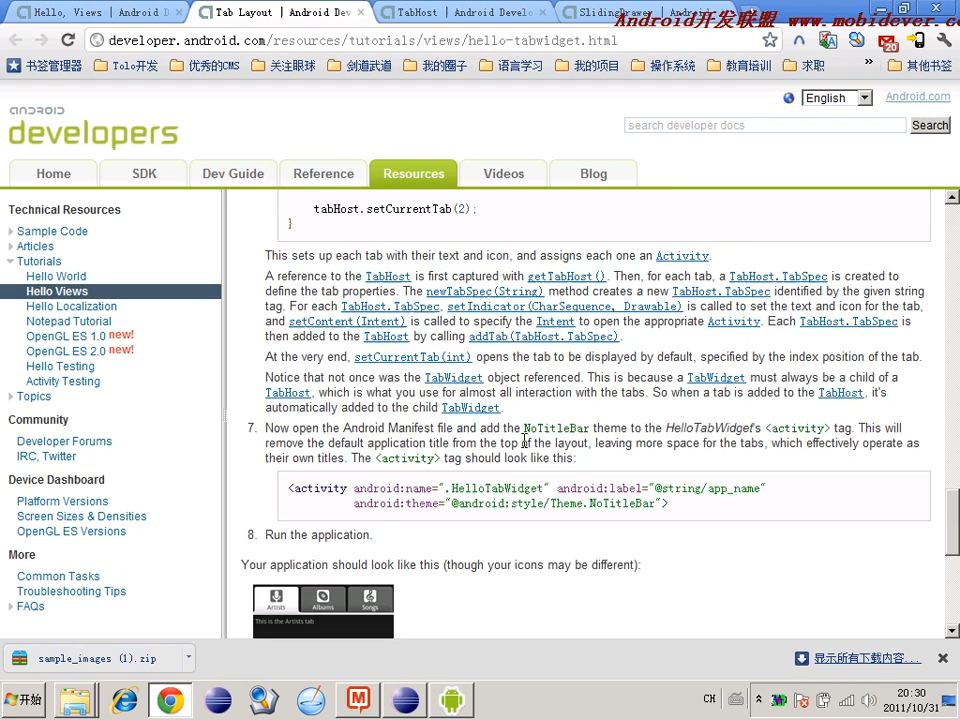 Hello, Views | Android D
Tab Layout | Android Dev
TabHost | Android Develo
SlidingDrawer | Android
Android开发联盟 www.mobidever.co
developer.android.com/resources/tutorials/views/hello-tabwidget.html
20
书签管理器 Tolo开发 优秀的CMS 关注眼球 剑道武道 我的圈子 语言学习 我的项目 操作系统 教育培训 求职 » 其他书签
English Android.com
ANDROID
developers
search developer docs Search
Home SDK Dev Guide Reference Resources Videos Blog
Technical Resources
Sample Code
Articles
Tutorials
Hello World
Hello Views
Hello Localization
Notepad Tutorial
OpenGL ES 1.0 new!
OpenGL ES 2.0 new!
Hello Testing
Activity Testing
Topics
Community
Developer Forums
IRC, Twitter
Device Dashboard
Platform Versions
Screen Sizes & Densities
OpenGL ES Versions
More
Common Tasks
Troubleshooting Tips
FAQs
tabHost.setCurrentTab(2);
}
This sets up each tab with their text and icon, and assigns each one an Activity.
A reference to the TabHost is first captured with getTabHost(). Then, for each tab, a TabHost.TabSpec is created to
define the tab properties. The newTabSpec(String) method creates a new TabHost.TabSpec identified by the given string
tag. For each TabHost.TabSpec, setIndicator(CharSequence, Drawable) is called to set the text and icon for the tab,
and setContent(Intent) is called to specify the Intent to open the appropriate Activity. Each TabHost.TabSpec is
then added to the TabHost by calling addTab(TabHost.TabSpec).
At the very end, setCurrentTab(int) opens the tab to be displayed by default, specified by the index position of the tab.
Notice that not once was the TabWidget object referenced. This is because a TabWidget must always be a child of a
TabHost, which is what you use for almost all interaction with the tabs. So when a tab is added to the TabHost, it's
automatically added to the child TabWidget.
7. Now open the Android Manifest file and add the NoTitleBar theme to the HelloTabWidget's <activity> tag. This will
remove the default application title from the top of the layout, leaving more space for the tabs, which effectively operate as
their own titles. The <activity> tag should look like this:
<activity android:name=".HelloTabWidget" android:label="@string/app_name"
android:theme="@android:style/Theme.NoTitleBar">
8. Run the application.
Your application should look like this (though your icons may be different):
Artists Albums Songs
This is the Artists tab
sample_images (1).zip 显示所有下载内容...
开始 CH 20:30
2011/10/31